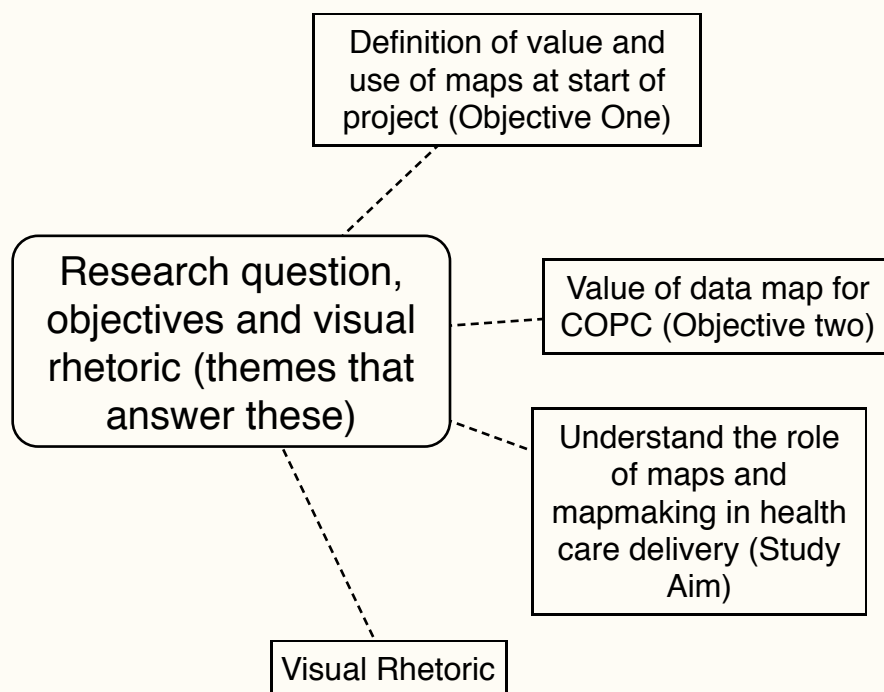 Definition of value and
use of maps at start of
project (Objective One)
Research question,
objectives and visual
rhetoric (themes that
answer these)
Value of data map for
COPC (Objective two)
Understand the role
of maps and
mapmaking in health
care delivery (Study
Aim)
Visual Rhetoric